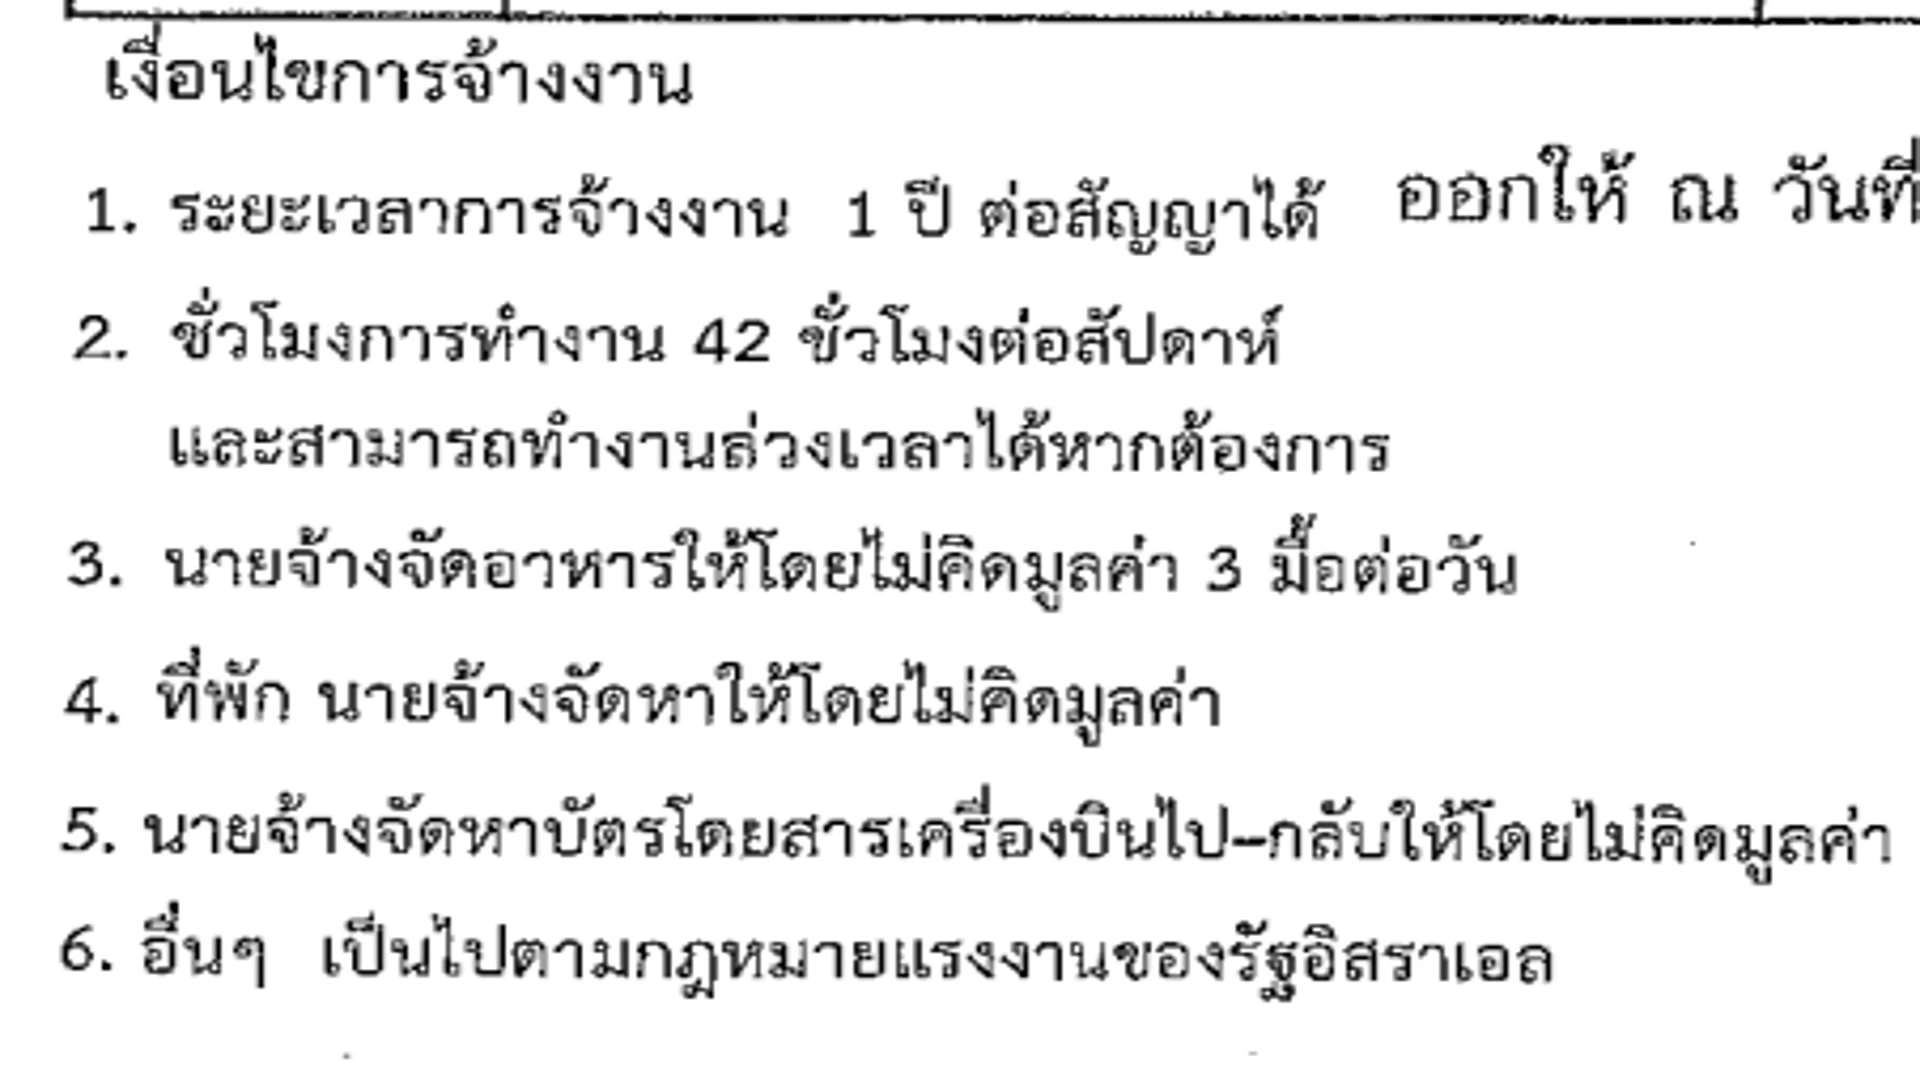 เงื่อนไขการจ้างงาน
1. ระยะเวลาการจ้างงาน 1 ปี ต่อสัญญาได้ ออกให้ ณ วันที่
2. ชั่วโมงการทำงาน 42 ชั่วโมงต่อสัปดาห์
และสามารถทำงานล่วงเวลาได้หากต้องการ
3. นายจ้างจัดอาหารให้โดยไม่คิดมูลค่า 3 มื้อต่อวัน
4. ที่พัก นายจ้างจัดหาให้โดยไม่คิดมูลค่า
5. นายจ้างจัดหาบัตรโดยสารเครื่องบินไป–กลับให้โดยไม่คิดมูลค่า
6. อื่นๆ เป็นไปตามกฎหมายแรงงานของรัฐอิสราเอล